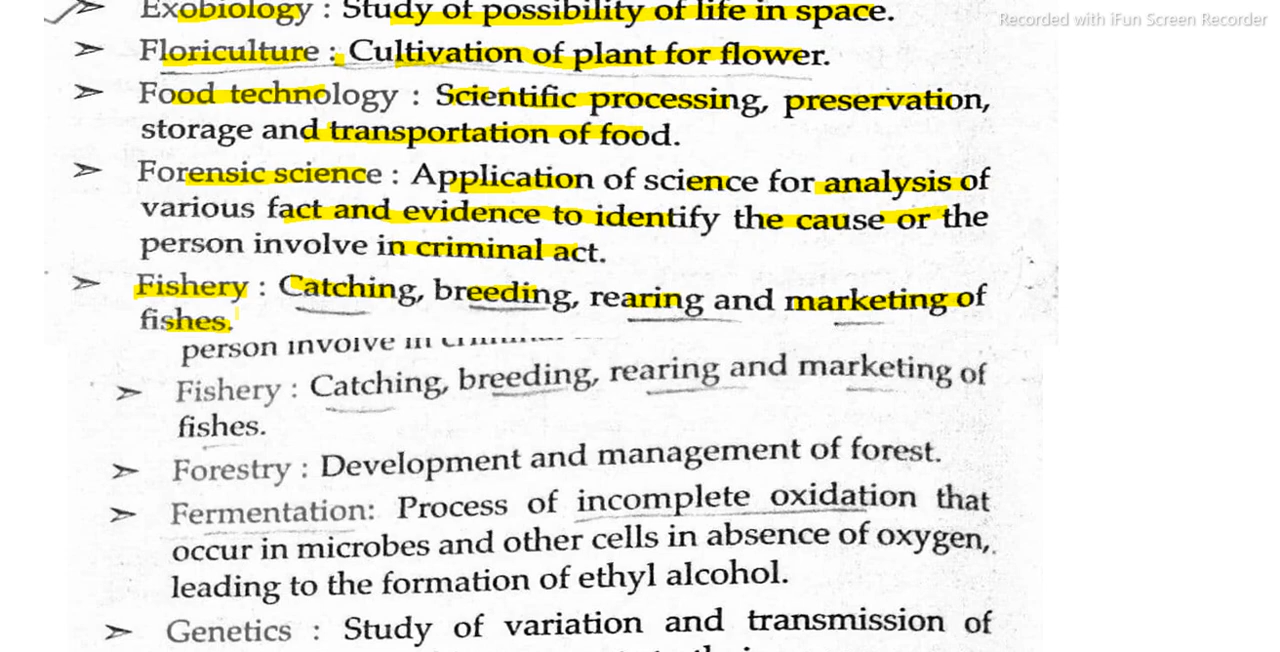 Exobiology : Study of possibility of life in space.
Recorded with iFun Screen Recorder
➢ Floriculture : Cultivation of plant for flower.
➢ Food technology : Scientific processing, preservation,
storage and transportation of food.
➢ Forensic science : Application of science for analysis of
various fact and evidence to identify the cause or the
person involve in criminal act.
➢ Fishery : Catching, breeding, rearing and marketing of
fishes.
person involve in
➢ Fishery : Catching, breeding, rearing and marketing of
fishes.
➢ Forestry : Development and management of forest.
➢ Fermentation: Process of incomplete oxidation that
occur in microbes and other cells in absence of oxygen,
leading to the formation of ethyl alcohol.
➢ Genetics : Study of variation and transmission of